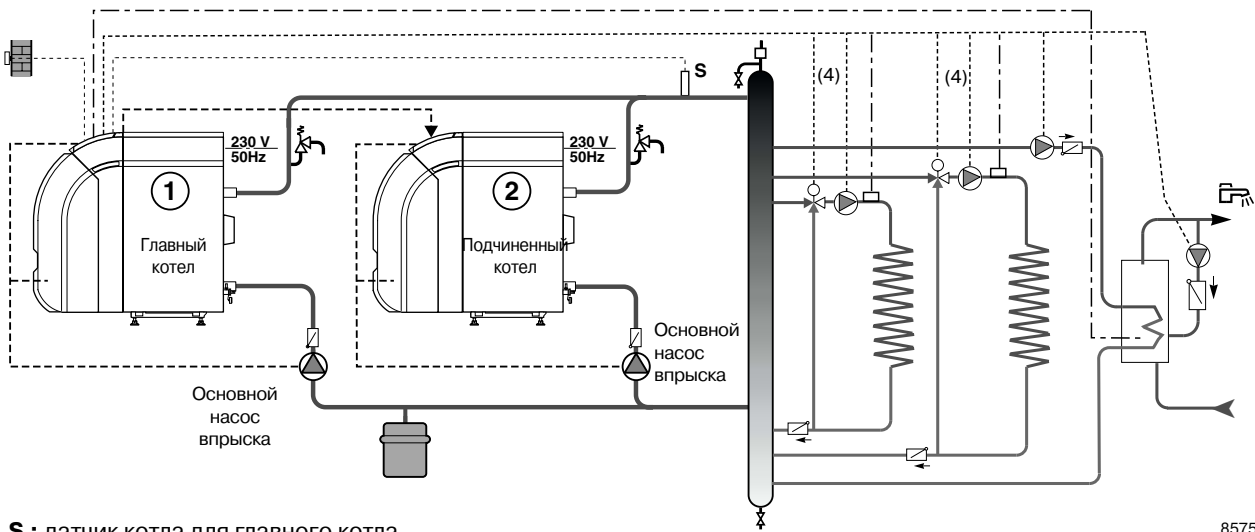 (4)
(4)
S
230 V
50Hz
230 V
50Hz
1
2
Главный
котел
Подчиненный
котел
Основной
насос
впрыска
Основной
насос
впрыска
S : датчик котла для главного котла
8575